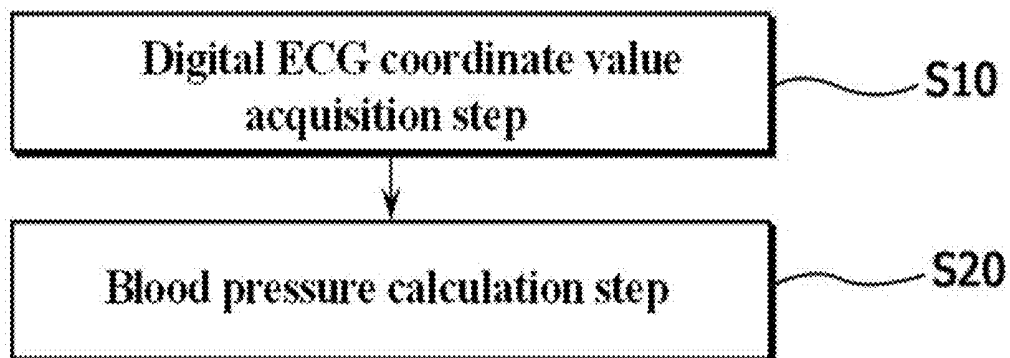 Digital ECG coordinate value
acquisition step
S10
Blood pressure calculation step
S20